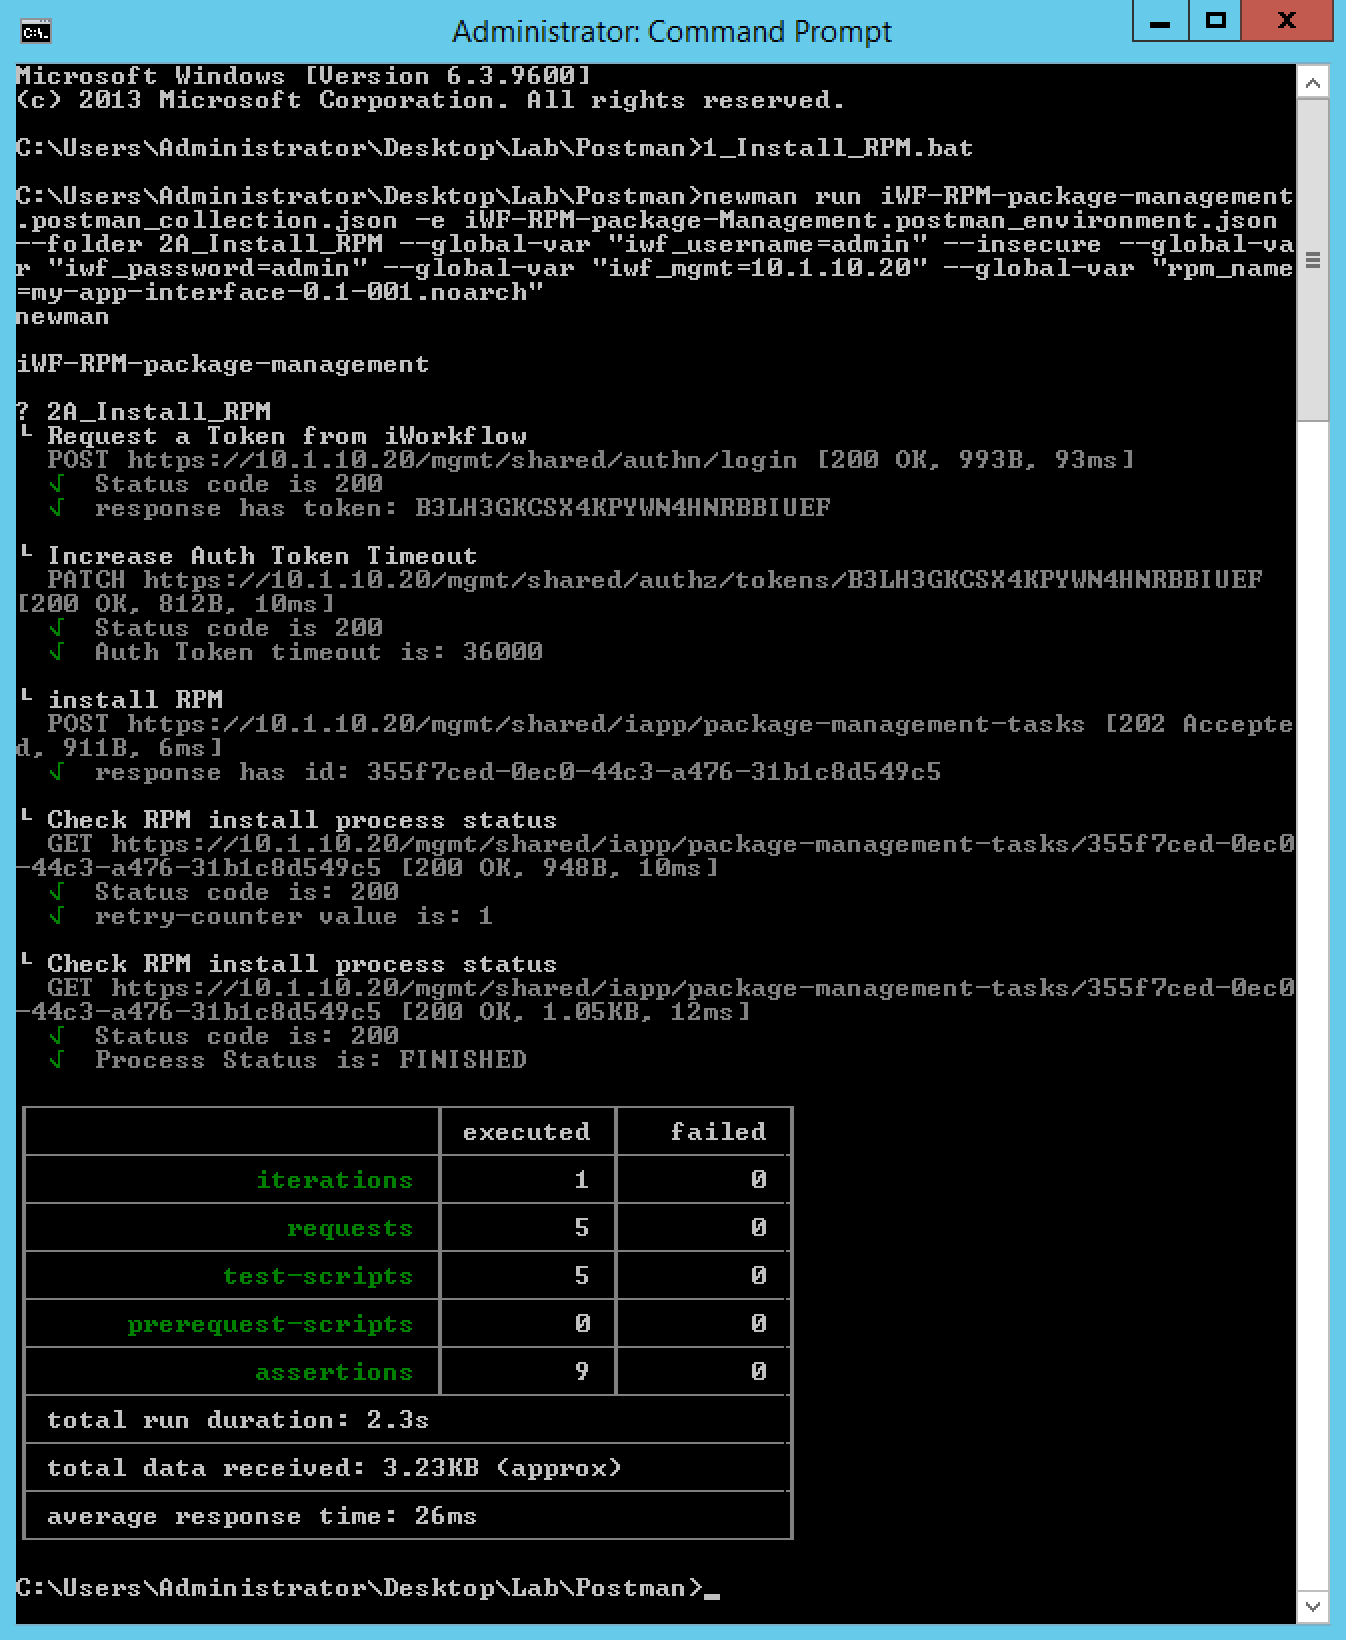 Administrator: Command Prompt
Microsoft Windows [Version 6.3.9600]
(c) 2013 Microsoft Corporation. All rights reserved.
C:\Users\Administrator\Desktop\Lab\Postman>1_Install_RPM.bat
C:\Users\Administrator\Desktop\Lab\Postman>newman run iWF-RPM-package-management
.postman_collection.json -e iWF-RPM-package-Management.postman_environment.json
--folder 2A_Install_RPM --global-var "iwf_username=admin" --insecure --global-va
r "iwf_password=admin" --global-var "iwf_mgmt=10.1.10.20" --global-var "rpm_name
=my-app-interface-0.1-001.noarch"
newman
iWF-RPM-package-management
? 2A_Install_RPM
└ Request a Token from iWorkflow
POST https://10.1.10.20/mgmt/shared/authn/login [200 OK, 993B, 93ms]
√ Status code is 200
√ response has token: B3LH3GKCSX4KPYWN4HNRBBIUEF
└ Increase Auth Token Timeout
PATCH https://10.1.10.20/mgmt/shared/authz/tokens/B3LH3GKCSX4KPYWN4HNRBBIUEF
[200 OK, 812B, 10ms]
√ Status code is 200
√ Auth Token timeout is: 36000
└ install RPM
POST https://10.1.10.20/mgmt/shared/iapp/package-management-tasks [202 Accepte
d, 911B, 6ms]
√ response has id: 355f7ced-0ec0-44c3-a476-31b1c8d549c5
└ Check RPM install process status
GET https://10.1.10.20/mgmt/shared/iapp/package-management-tasks/355f7ced-0ec0
-44c3-a476-31b1c8d549c5 [200 OK, 948B, 10ms]
√ Status code is: 200
√ retry-counter value is: 1
└ Check RPM install process status
GET https://10.1.10.20/mgmt/shared/iapp/package-management-tasks/355f7ced-0ec0
-44c3-a476-31b1c8d549c5 [200 OK, 1.05KB, 12ms]
√ Status code is: 200
√ Process Status is: FINISHED
executed failed
iterations 1 0
requests 5 0
test-scripts 5 0
prerequest-scripts 0 0
assertions 9 0
total run duration: 2.3s
total data received: 3.23KB (approx)
average response time: 26ms
C:\Users\Administrator\Desktop\Lab\Postman>_